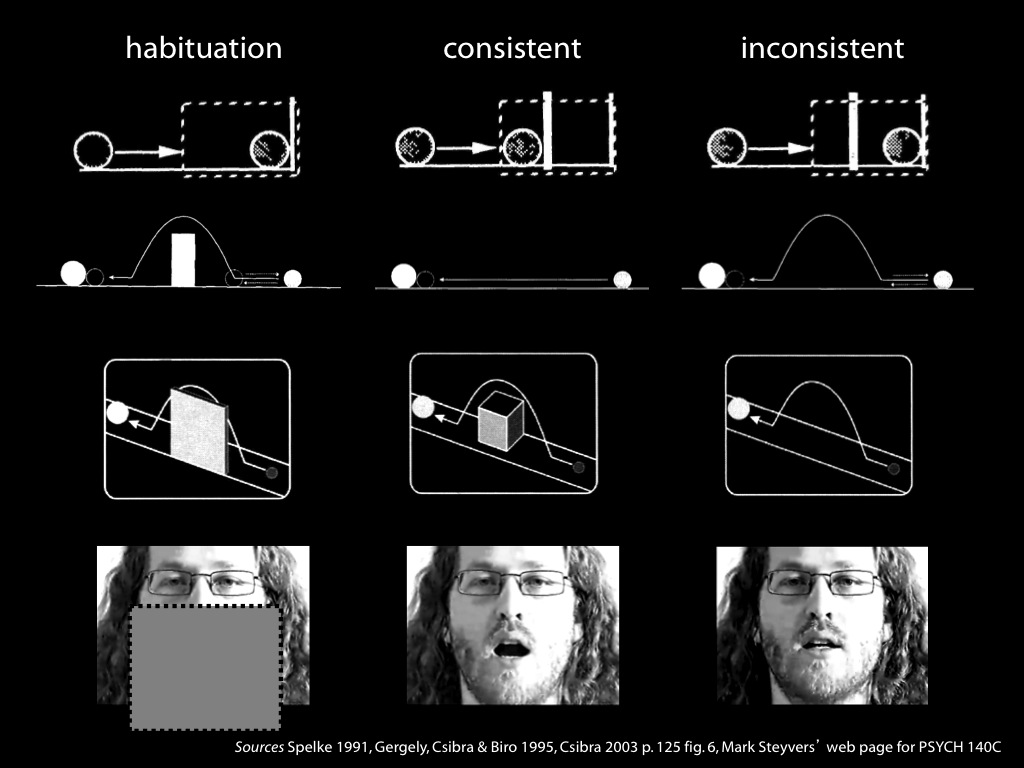 habituation
consistent
inconsistent
Sources Spelke 1991, Gergely, Csibra & Biro 1995, Csibra 2003 p. 125 fig. 6, Mark Steyvers’ web page for PSYCH 140C